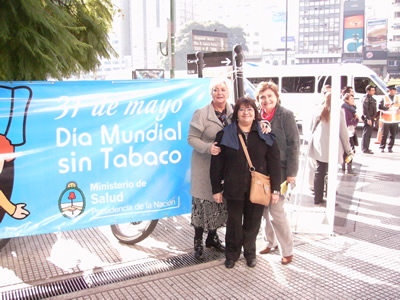 31 de mayo
Día Mundial
sin Tabaco
Ministerio de
Salud
Presidencia de la Nación